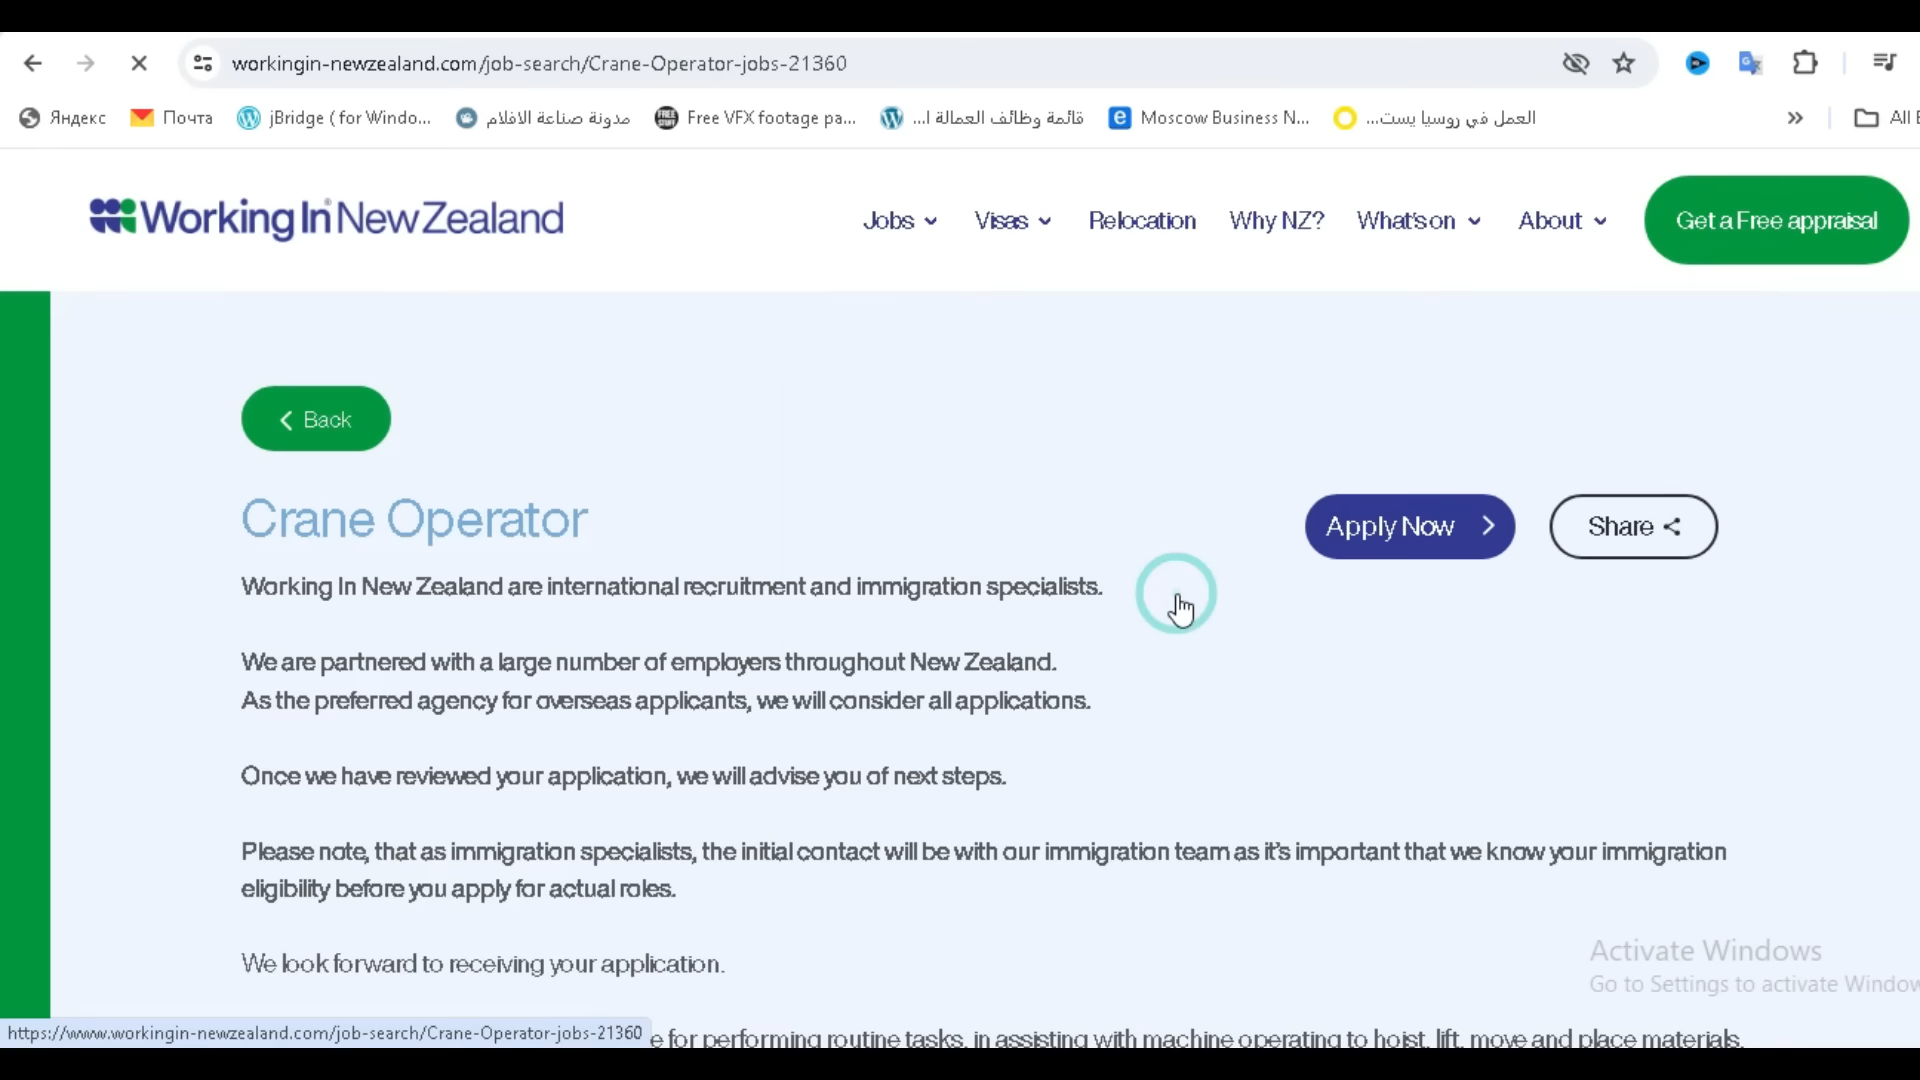 workingin-newzealand.com/job-search/Crane-Operator-jobs-21360
Яндекс
Почта
jBridge ( for Windo...
مدونة صناعة الافلام
Free VFX footage pa...
قائمة وظائف العمالة ا...
Moscow Business N...
العمل في روسيا يست...
»
All
Working In New Zealand
Jobs
Visas
Relocation
Why NZ?
What's on
About
Get a Free appraisal
Back
Crane Operator
Apply Now
Share
Working In New Zealand are international recruitment and immigration specialists.
We are partnered with a large number of employers throughout New Zealand.
As the preferred agency for overseas applicants, we will consider all applications.
Once we have reviewed your application, we will advise you of next steps.
Please note, that as immigration specialists, the initial contact will be with our immigration team as it's important that we know your immigration
eligibility before you apply for actual roles.
We look forward to receiving your application.
Activate Windows
Go to Settings to activate Window
https://www.workingin-newzealand.com/job-search/Crane-Operator-jobs-21360
e for performing routine tasks, in assisting with machine operating to hoist, lift, move and place materials,